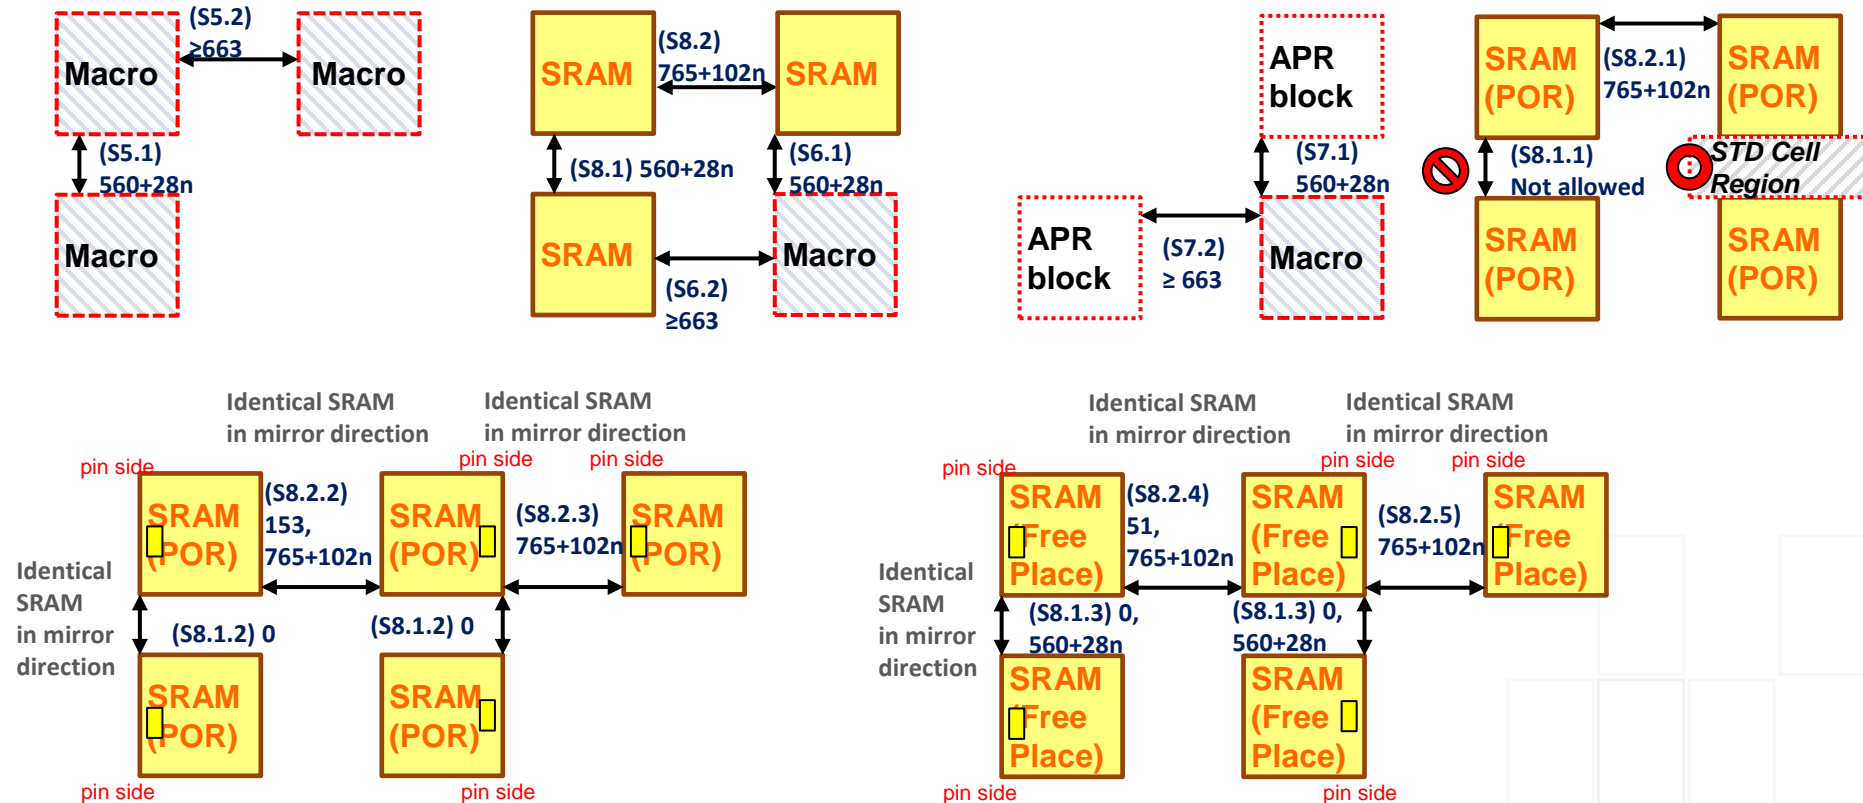 (S5.2)
≥663
Macro
Macro
(S5.1)
560+28n
Macro
SRAM
(S8.2)
765+102n
SRAM
(S8.1) 560+28n
(S6.1)
560+28n
SRAM
Macro
(S6.2)
≥663
APR
block
(S7.1)
560+28n
APR
block
(S7.2)
≥ 663
Macro
SRAM
(POR)
(S8.2.1)
765+102n
SRAM
(POR)
(S8.1.1)
Not allowed
STD Cell
Region
SRAM
(POR)
SRAM
(POR)
Identical SRAM
in mirror direction
Identical SRAM
in mirror direction
pin side
pin side
pin side
SRAM
(POR)
(S8.2.2)
153,
765+102n
SRAM
(POR)
(S8.2.3)
765+102n
SRAM
(POR)
Identical
SRAM
in mirror
direction
(S8.1.2) 0
(S8.1.2) 0
SRAM
(POR)
SRAM
(POR)
pin side
pin side
Identical SRAM
in mirror direction
Identical SRAM
in mirror direction
pin side
pin side
pin side
SRAM
(Free
Place)
(S8.2.4)
51,
765+102n
SRAM
(Free
Place)
(S8.2.5)
765+102n
SRAM
(Free
Place)
Identical
SRAM
in mirror
direction
(S8.1.3) 0,
560+28n
(S8.1.3) 0,
560+28n
SRAM
(Free
Place)
SRAM
(Free
Place)
pin side
pin side